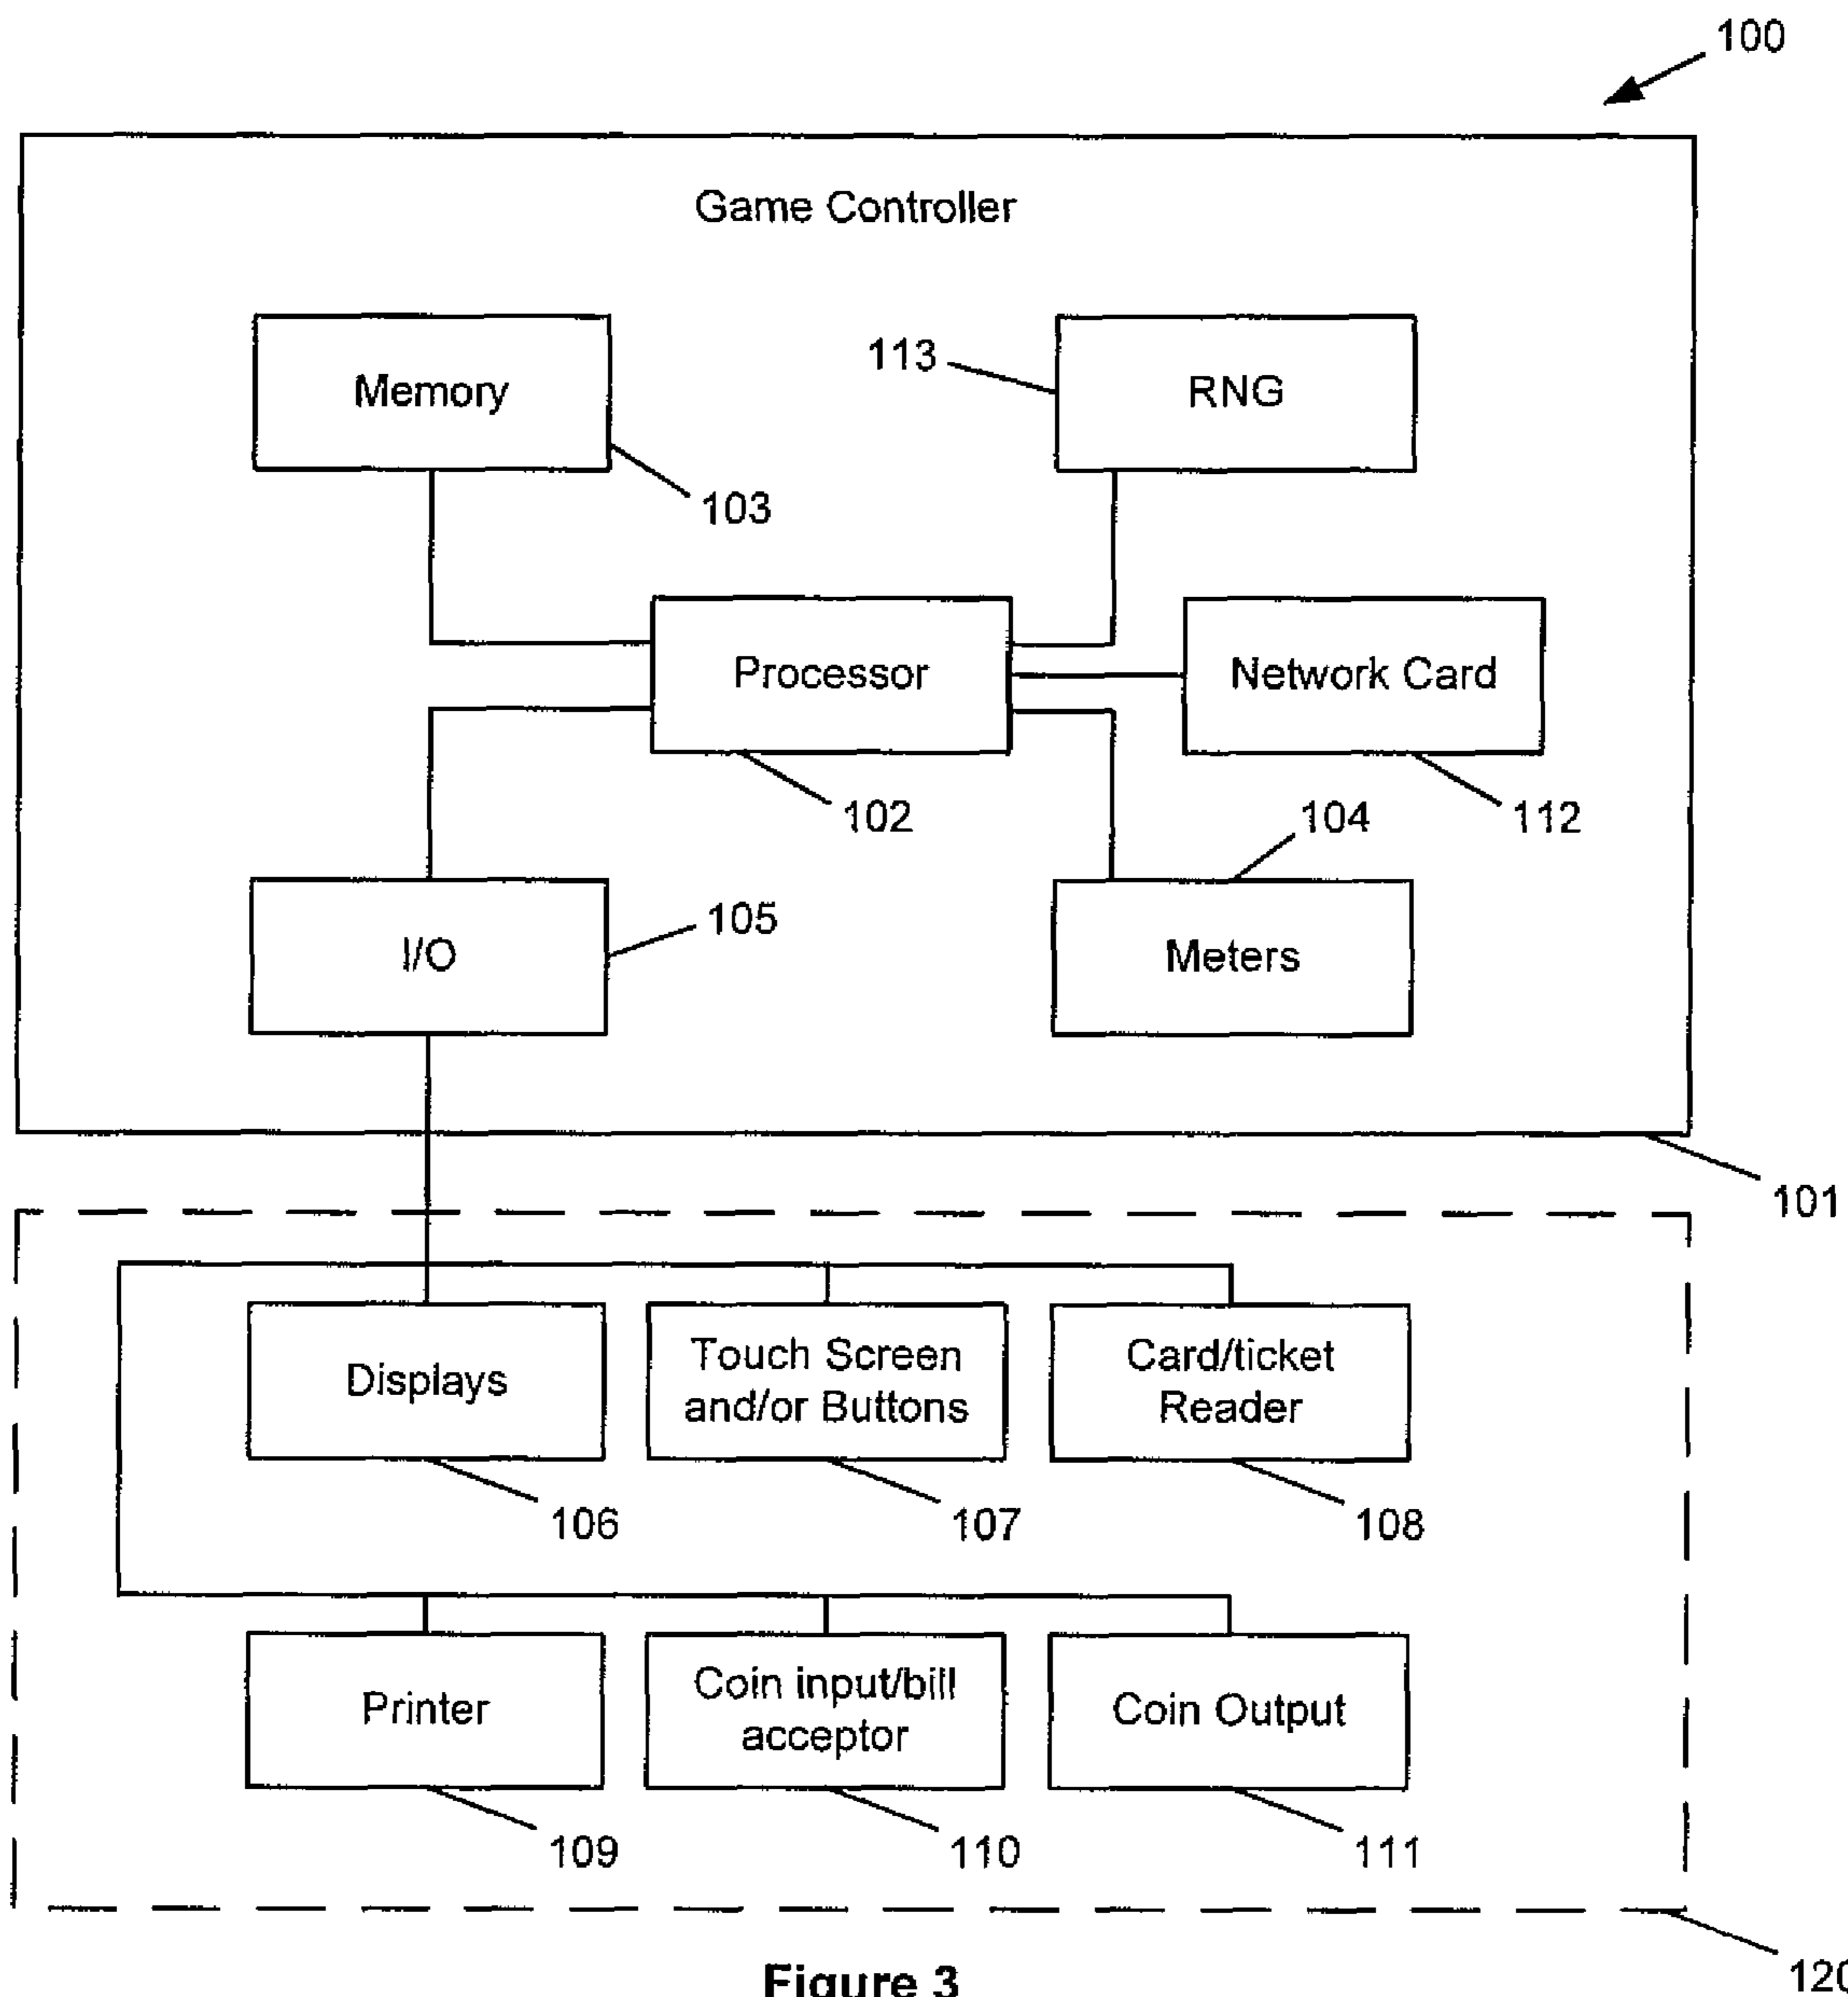 100
Game Controller
Memory
113
RNG
103
Processor
Network Card
102
104
112
I/O
105
Meters
101
Displays
Touch Screen
and/or Buttons
Card/ticket
Reader
106
107
108
Printer
Coin input/bill
acceptor
Coin Output
109
110
111
120
Figure 3